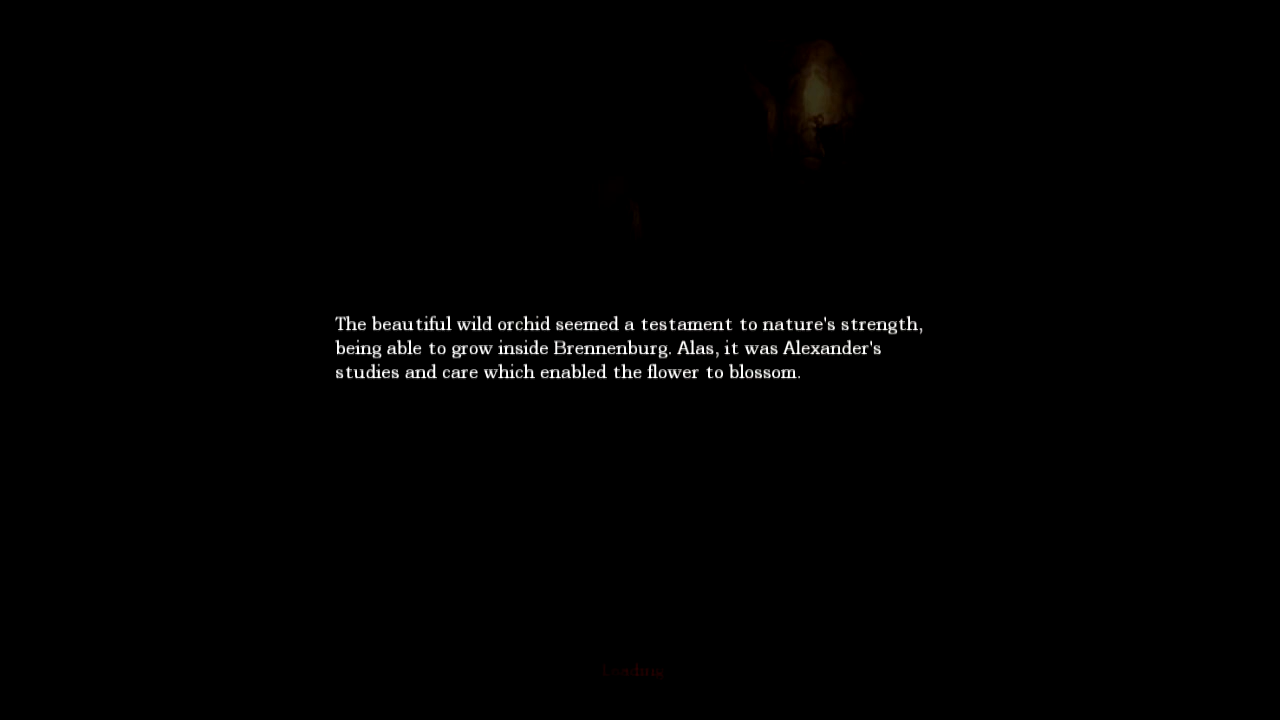 The beautiful wild orchid seemed a testament to nature's strength,
being able to grow inside Brennenburg. Alas, it was Alexander's
studies and care which enabled the flower to blossom.
Loading